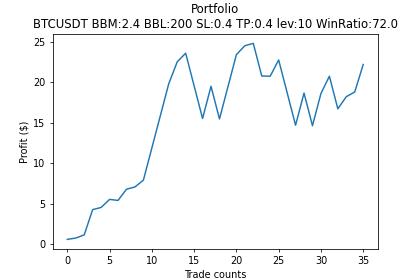 Portfolio
BTCUSDT BBM:2.4 BBL:200 SL:0.4 TP:0.4 lev:10 WinRatio:72.0
25
20
15
10
5
0
Profit ($)
0 5 10 15 20 25 30 35
Trade counts